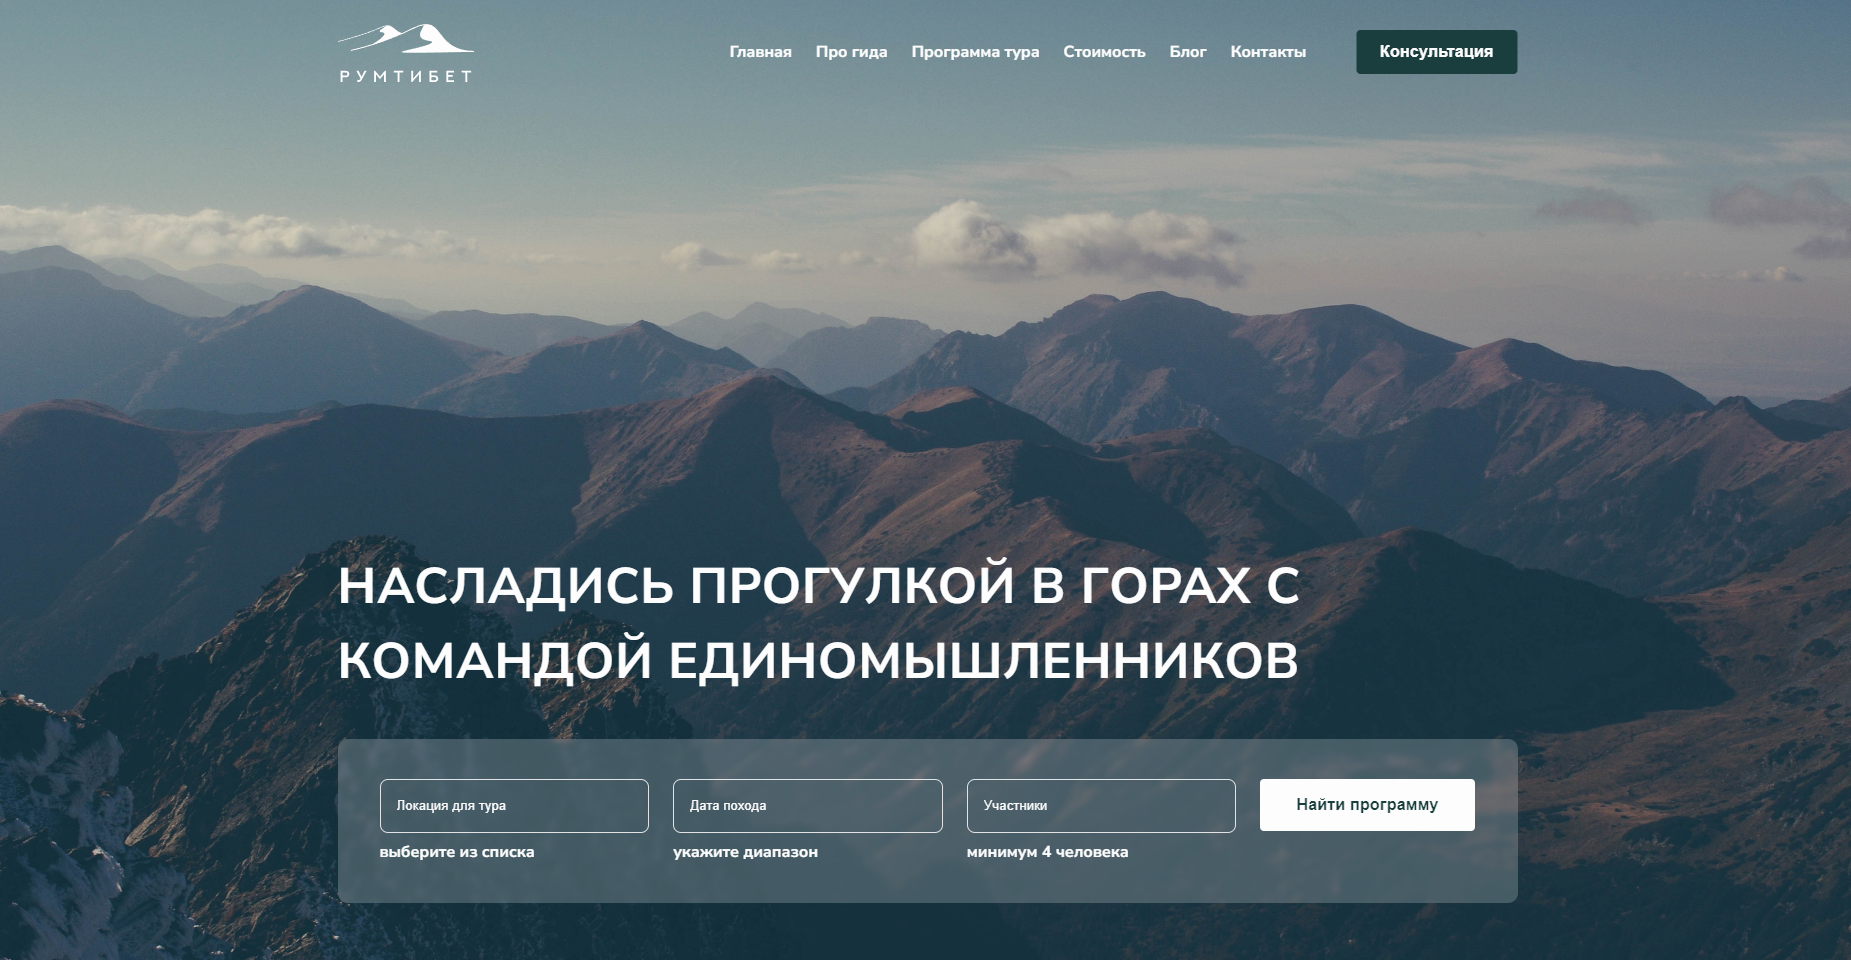 РУМТИБЕТ
Главная Про гида Программа тура Стоимость Блог Контакты Консультация
НАСЛАДИСЬ ПРОГУЛКОЙ В ГОРАХ С
КОМАНДОЙ ЕДИНОМЫШЛЕННИКОВ
Локация для тура Дата похода Участники Найти программу
выберите из списка укажите диапазон минимум 4 человека